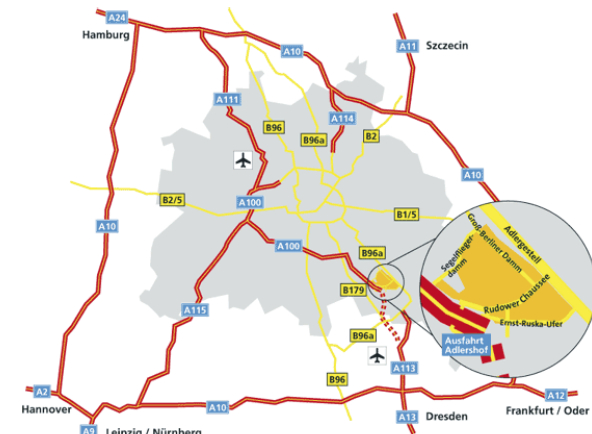 A24
Hamburg
A10
A11
Szczecin
A111
A114
B96
B96a
B2
A10
B2/5
A100
B1/5
A10
A100
B96a
B179
A115
B96a
B96
A113
Adlergestell
Groß-Berliner Damm
Segelflieger-
damm
Rudower Chaussee
Ernst-Ruska-Ufer
Ausfahrt
Adlershof
A2
Hannover
A9
Leipzig / Nürnberg
A10
A13
Dresden
A12
Frankfurt / Oder